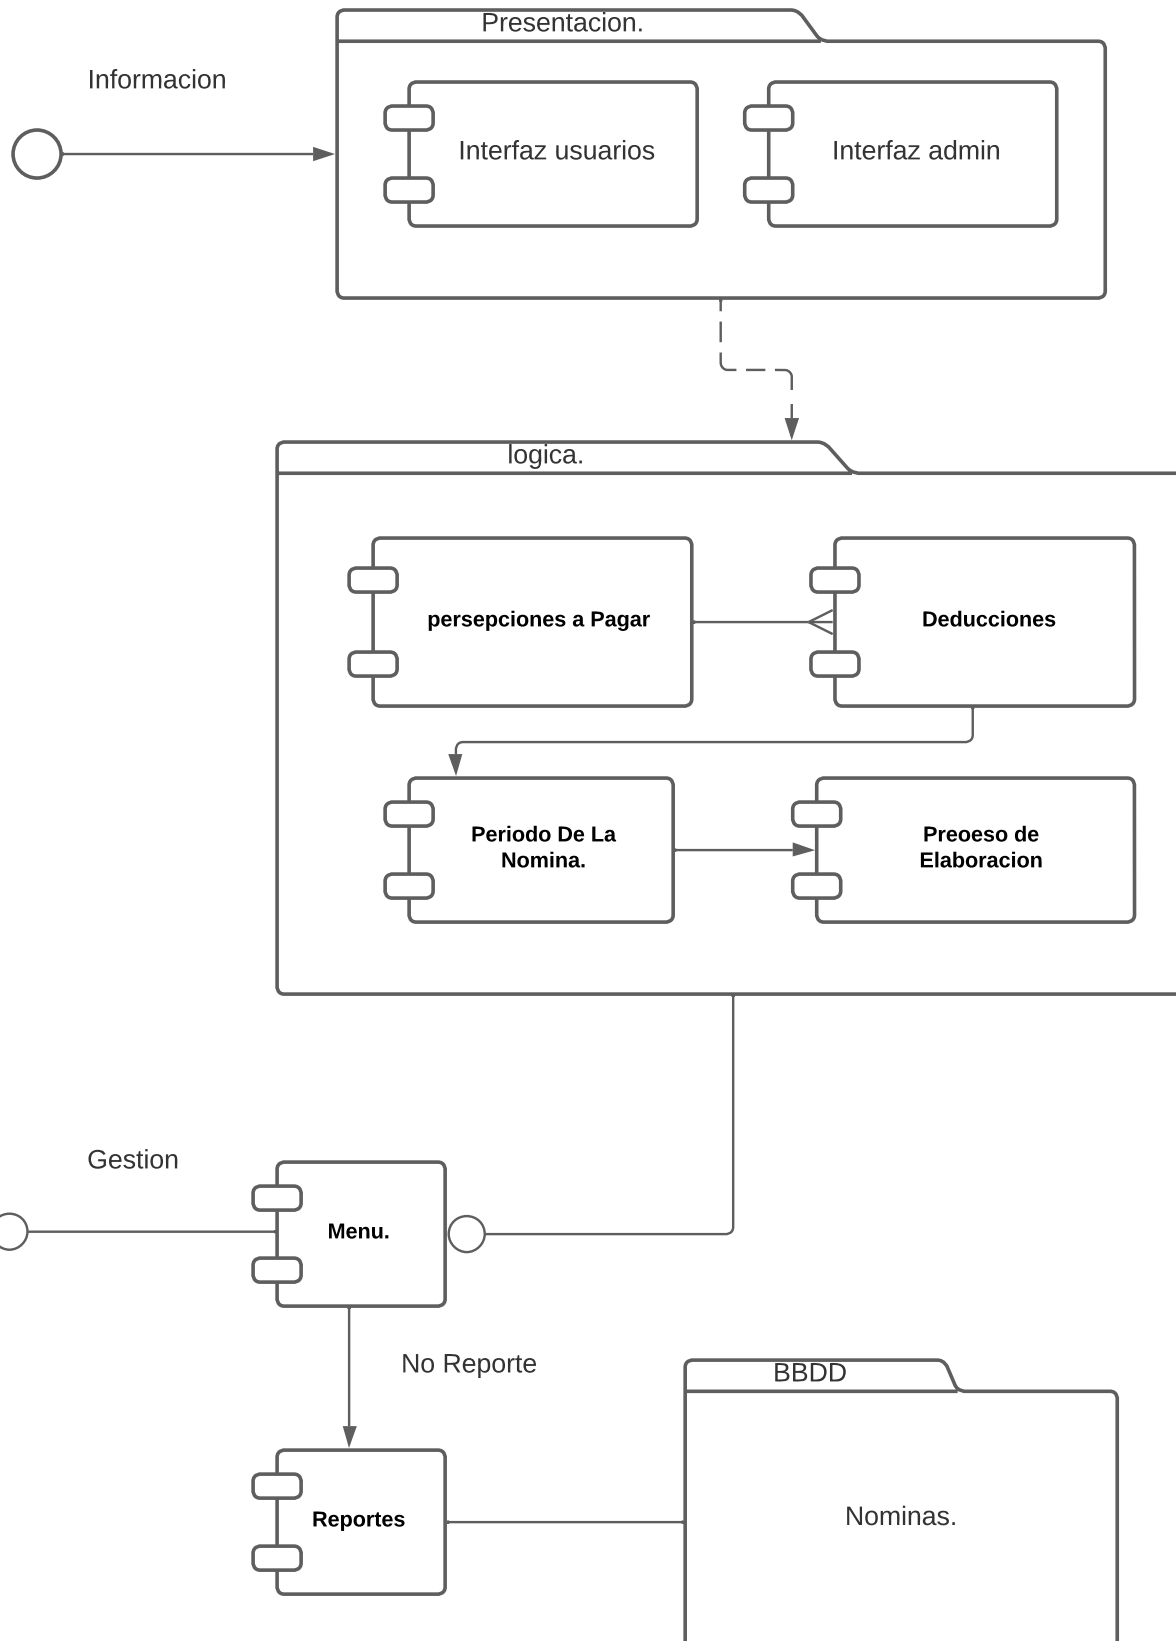 Presentacion.
Informacion
Interfaz usuarios
Interfaz admin
logica.
persepciones a Pagar
Deducciones
Periodo De La
Nomina.
Preoeso de
Elaboracion
Gestion
Menu.
No Reporte
BBDD
Reportes
Nominas.